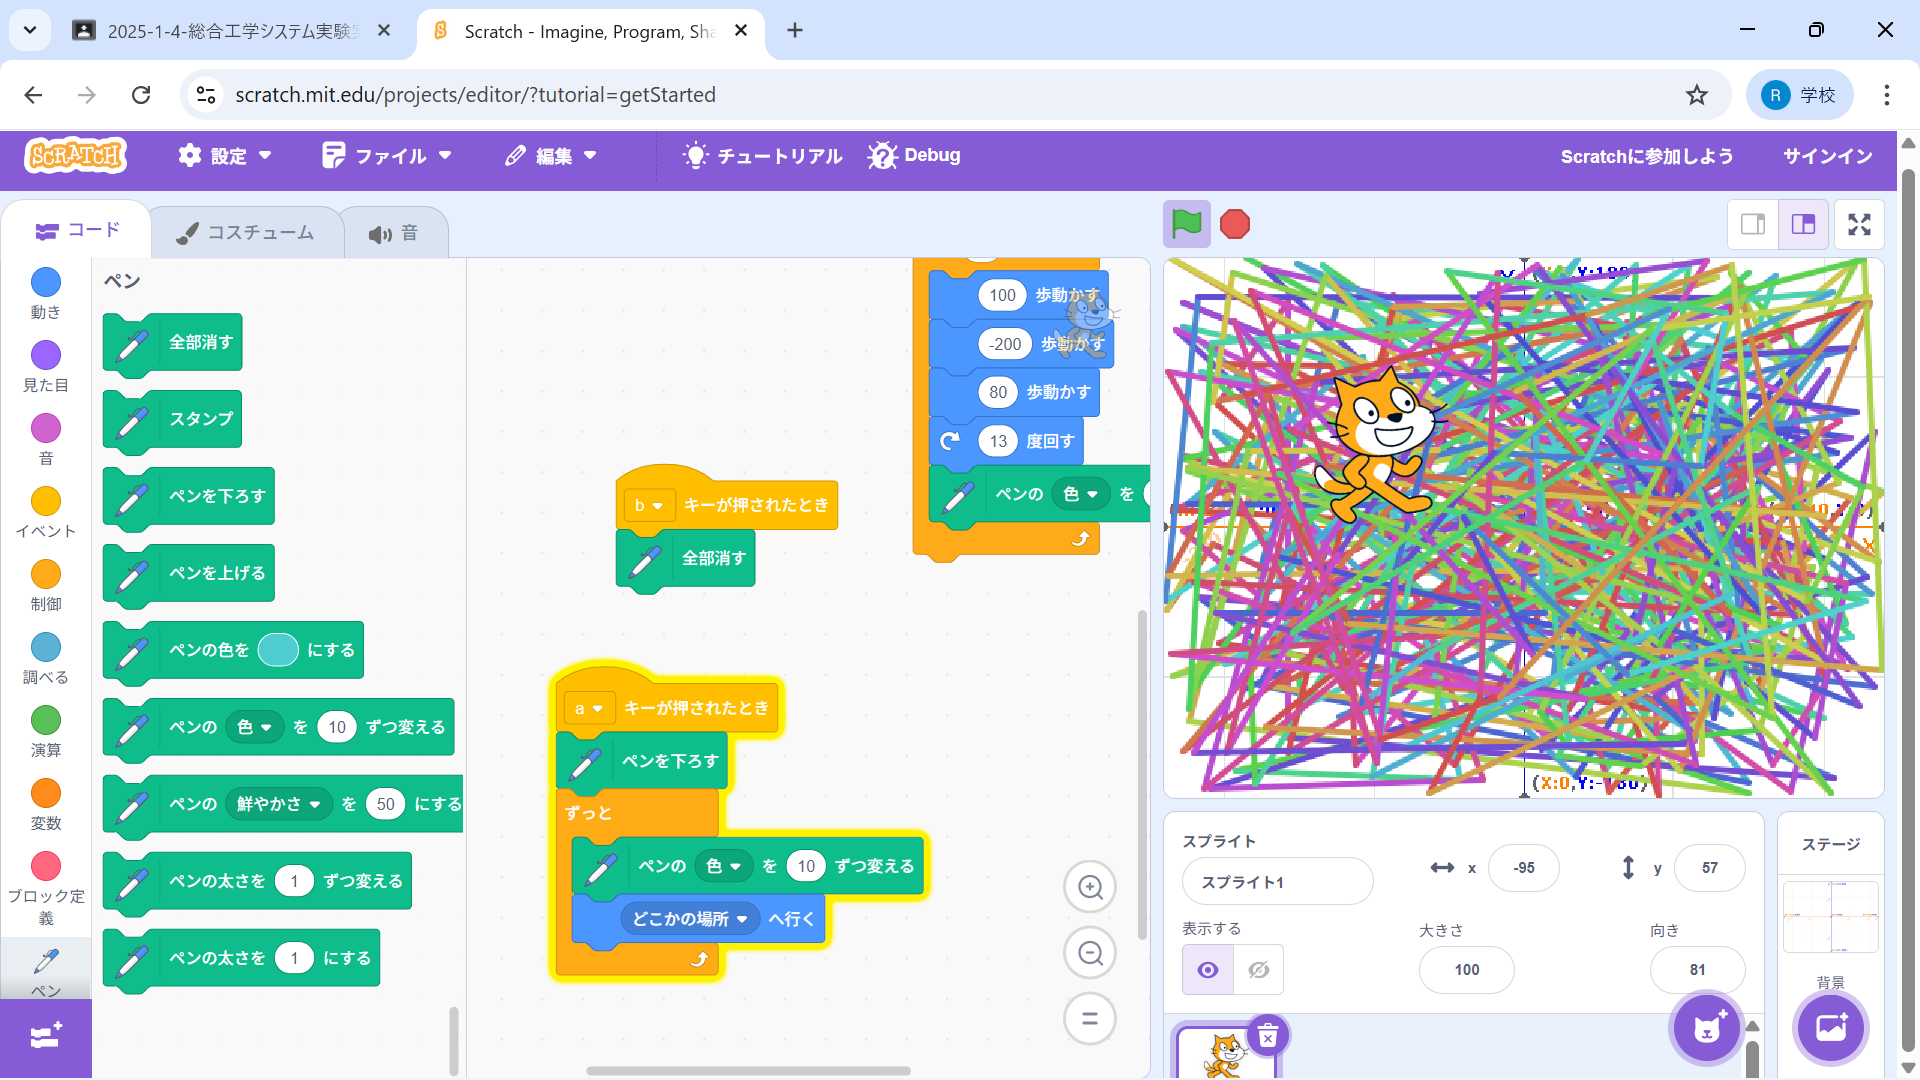 2025-1-4-総合工学システム実験
Scratch - Imagine, Program, Sha
scratch.mit.edu/projects/editor/?tutorial=getStarted
R 学校
SCRATCH
設定
ファイル
編集
チュートリアル
Debug
Scratchに参加しよう
サインイン
コード
コスチューム
音
動き
見た目
音
イベント
制御
調べる
演算
変数
ブロック定義
ペン
ペン
全部消す
スタンプ
ペンを下ろす
ペンを上げる
ペンの色を にする
ペンの 色 を 10 ずつ変える
ペンの 鮮やかさ を 50 にする
ペンの太さを 1 ずつ変える
ペンの太さを 1 にする
100 歩動かす
-200 歩動かす
80 歩動かす
13 度回す
ペンの 色 を
b キーが押されたとき
全部消す
a キーが押されたとき
ペンを下ろす
ずっと
ペンの 色 を 10 ずつ変える
どこかの場所 へ行く
(X:0,Y:-180)
スプライト
スプライト1
x -95
y 57
表示する
大きさ
100
向き
81
ステージ
背景